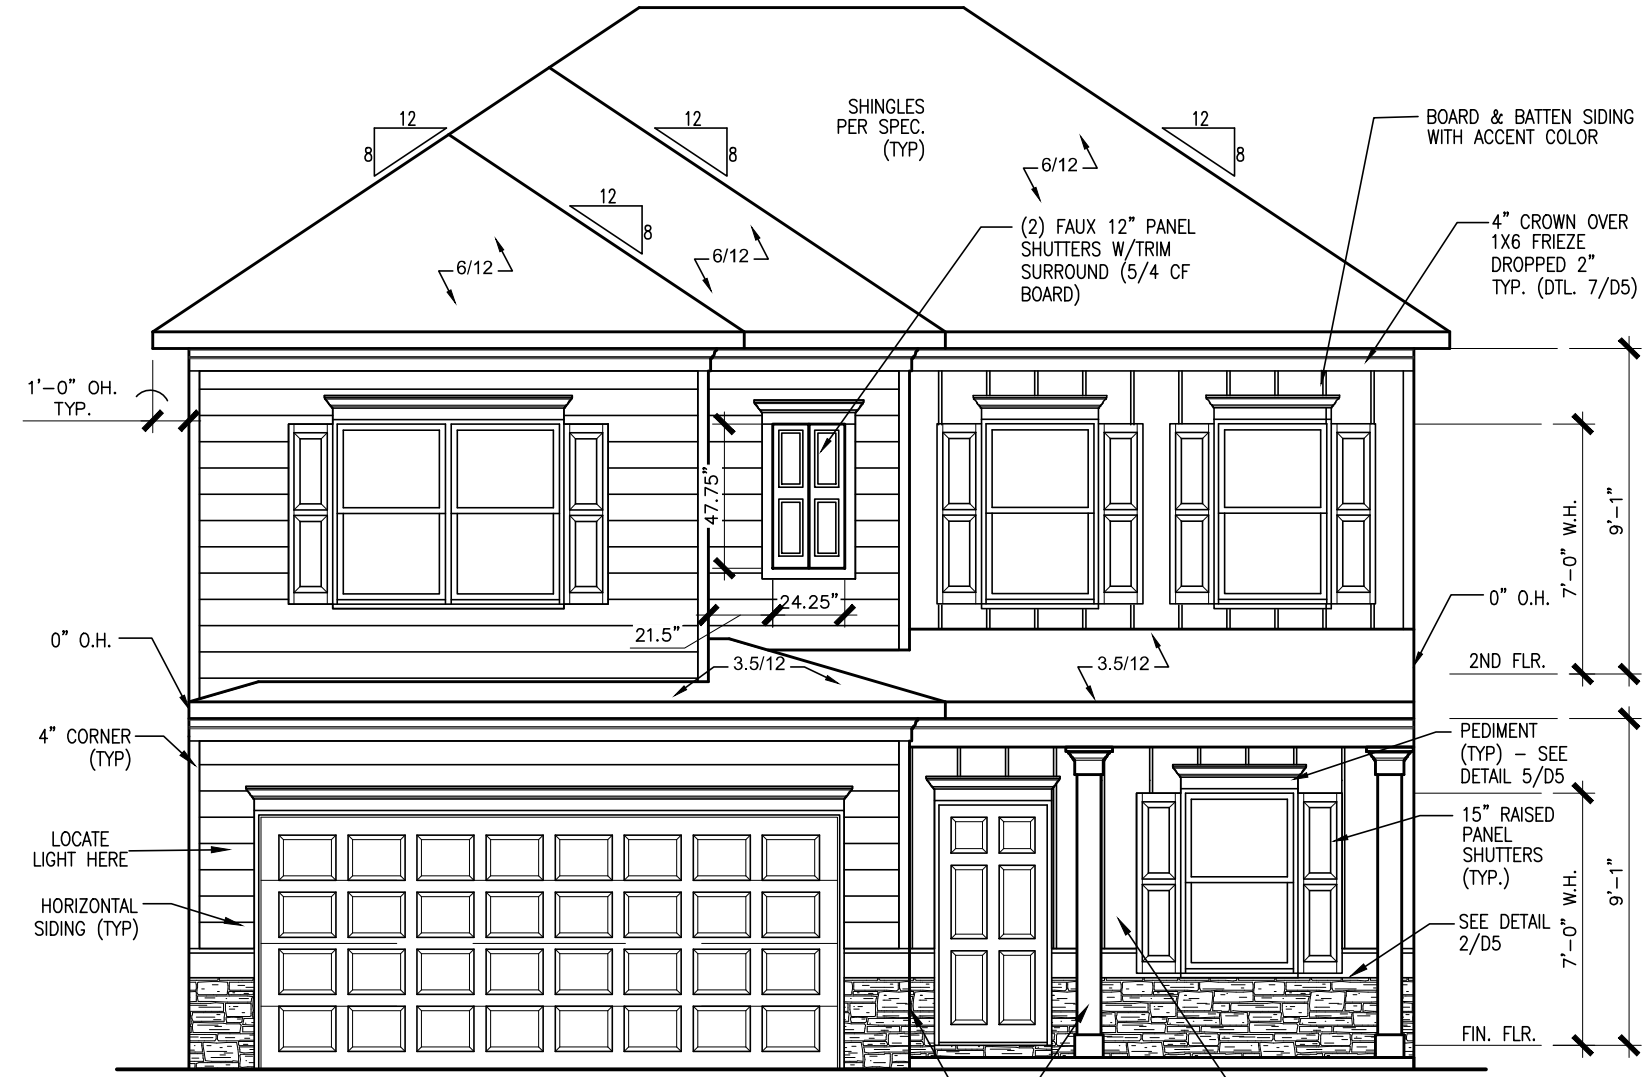 12
8
12
8
12
8
12
8
SHINGLES
PER SPEC.
(TYP)
6/12
6/12
6/12
BOARD & BATTEN SIDING
WITH ACCENT COLOR
(2) FAUX 12" PANEL
SHUTTERS W/TRIM
SURROUND (5/4 CF
BOARD)
4" CROWN OVER
1X6 FRIEZE
DROPPED 2"
TYP. (DTL. 7/D5)
1'-0" OH.
TYP.
47.75"
24.25"
21.5"
7'-0" W.H.
9'-1"
0" O.H.
0" O.H.
3.5/12
3.5/12
2ND FLR.
4" CORNER
(TYP)
PEDIMENT
(TYP) - SEE
DETAIL 5/D5
LOCATE
LIGHT HERE
15" RAISED
PANEL
SHUTTERS
(TYP.)
HORIZONTAL
SIDING (TYP)
SEE DETAIL
2/D5
7'-0" W.H.
9'-1"
FIN. FLR.